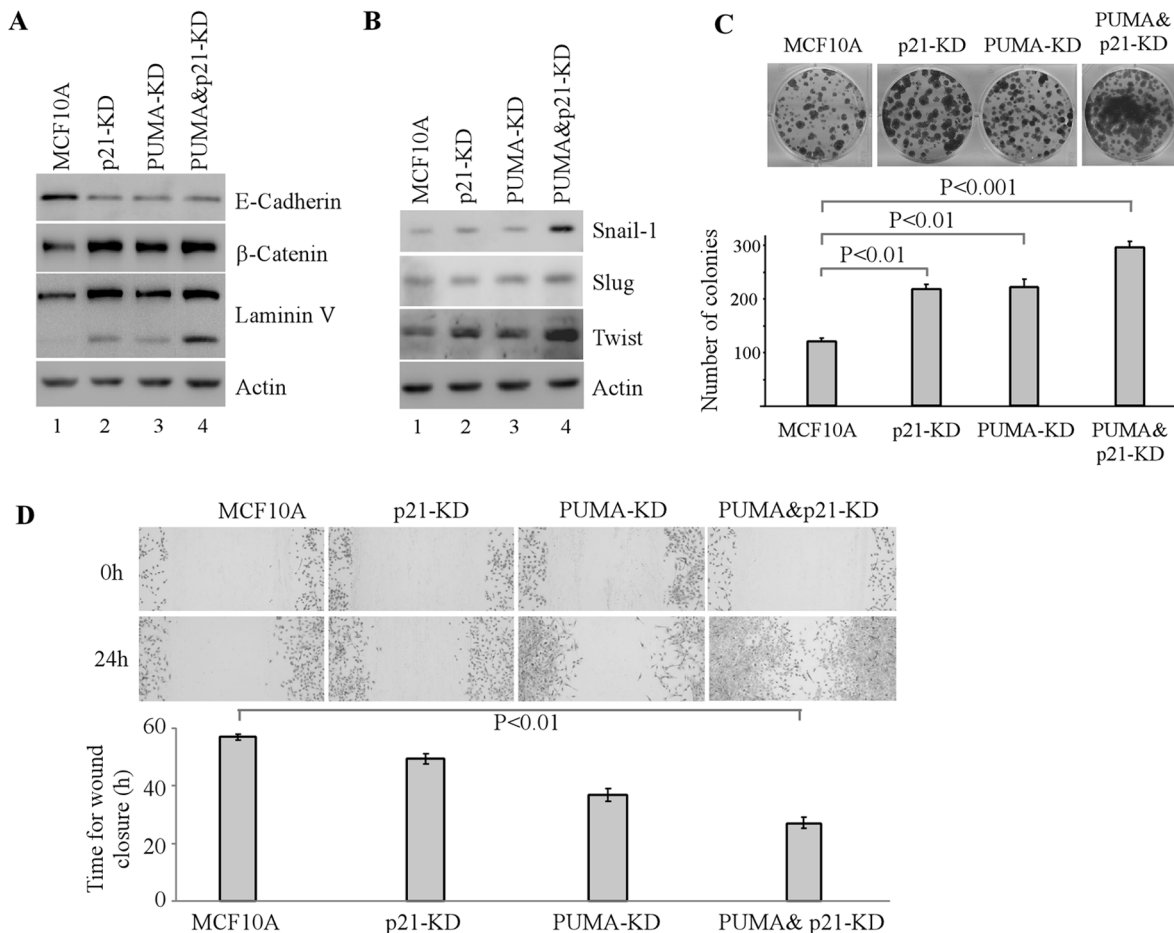 A
MCF10A
p21-KD
PUMA-KD
PUMA&p21-KD
E-Cadherin
β-Catenin
Laminin V
Actin
1 2 3 4
B
MCF10A
p21-KD
PUMA-KD
PUMA&p21-KD
Snail-1
Slug
Twist
Actin
1 2 3 4
C
MCF10A p21-KD PUMA-KD PUMA&
p21-KD
P<0.001
P<0.01
P<0.01
Number of colonies
300
200
100
MCF10A p21-KD PUMA-KD PUMA&
p21-KD
D
MCF10A p21-KD PUMA-KD PUMA&p21-KD
0h
24h
P<0.01
Time for wound
closure (h)
60
40
20
0
MCF10A p21-KD PUMA-KD PUMA& p21-KD